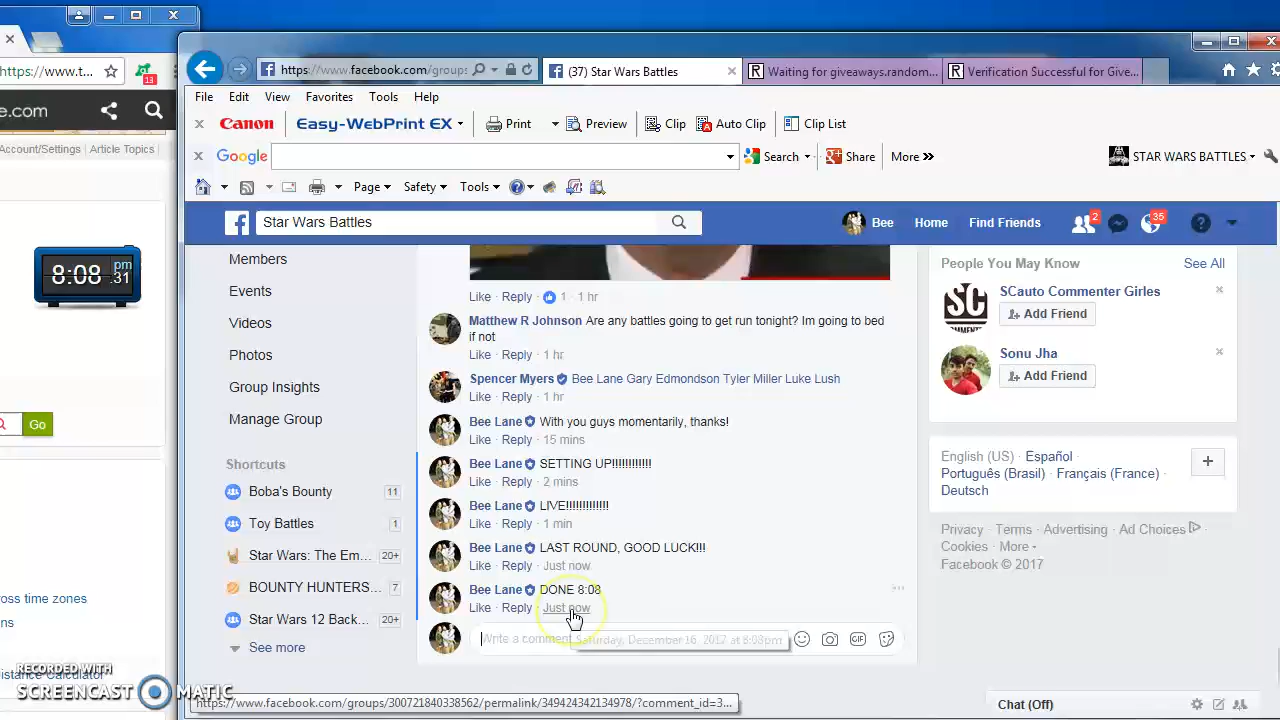 https://www.t...
13
e.com
Account/Settings | Article Topics
8:08 pm .31
Go
ross time zones
ns
istance Calculator
RECORDED WITH
SCREENCAST MATIC
https://www.facebook.com/groups
(37) Star Wars Battles
Waiting for giveaways.random...
Verification Successful for Give...
File Edit View Favorites Tools Help
Canon Easy-WebPrint EX Print Preview Clip Auto Clip Clip List
Google Search Share More » STAR WARS BATTLES
Page Safety Tools
Star Wars Battles
Bee Home Find Friends 2 35
Members
Events
Videos
Photos
Group Insights
Manage Group
Shortcuts
Boba's Bounty 11
Toy Battles 1
Star Wars: The Em... 20+
BOUNTY HUNTERS... 7
Star Wars 12 Back... 20+
See more
Like · Reply · 1 · 1 hr
Matthew R Johnson Are any battles going to get run tonight? Im going to bed
if not
Like · Reply · 1 hr
Spencer Myers Bee Lane Gary Edmondson Tyler Miller Luke Lush
Like · Reply · 1 hr
Bee Lane With you guys momentarily, thanks!
Like · Reply · 15 mins
Bee Lane SETTING UP!!!!!!!!!!!!
Like · Reply · 2 mins
Bee Lane LIVE!!!!!!!!!!!!!
Like · Reply · 1 min
Bee Lane LAST ROUND, GOOD LUCK!!!
Like · Reply · Just now
Bee Lane DONE 8:08
Like · Reply · Just now
Write a comment
Saturday, December 16, 2017 at 8:08pm
GIF
https://www.facebook.com/groups/300721840338562/permalink/349424342134978/?comment_id=3...
People You May Know See All
SCauto Commenter Girles
Add Friend
Sonu Jha
Add Friend
English (US) · Español ·
Português (Brasil) · Français (France) ·
Deutsch
Privacy · Terms · Advertising · Ad Choices
Cookies · More
Facebook © 2017
Chat (Off)